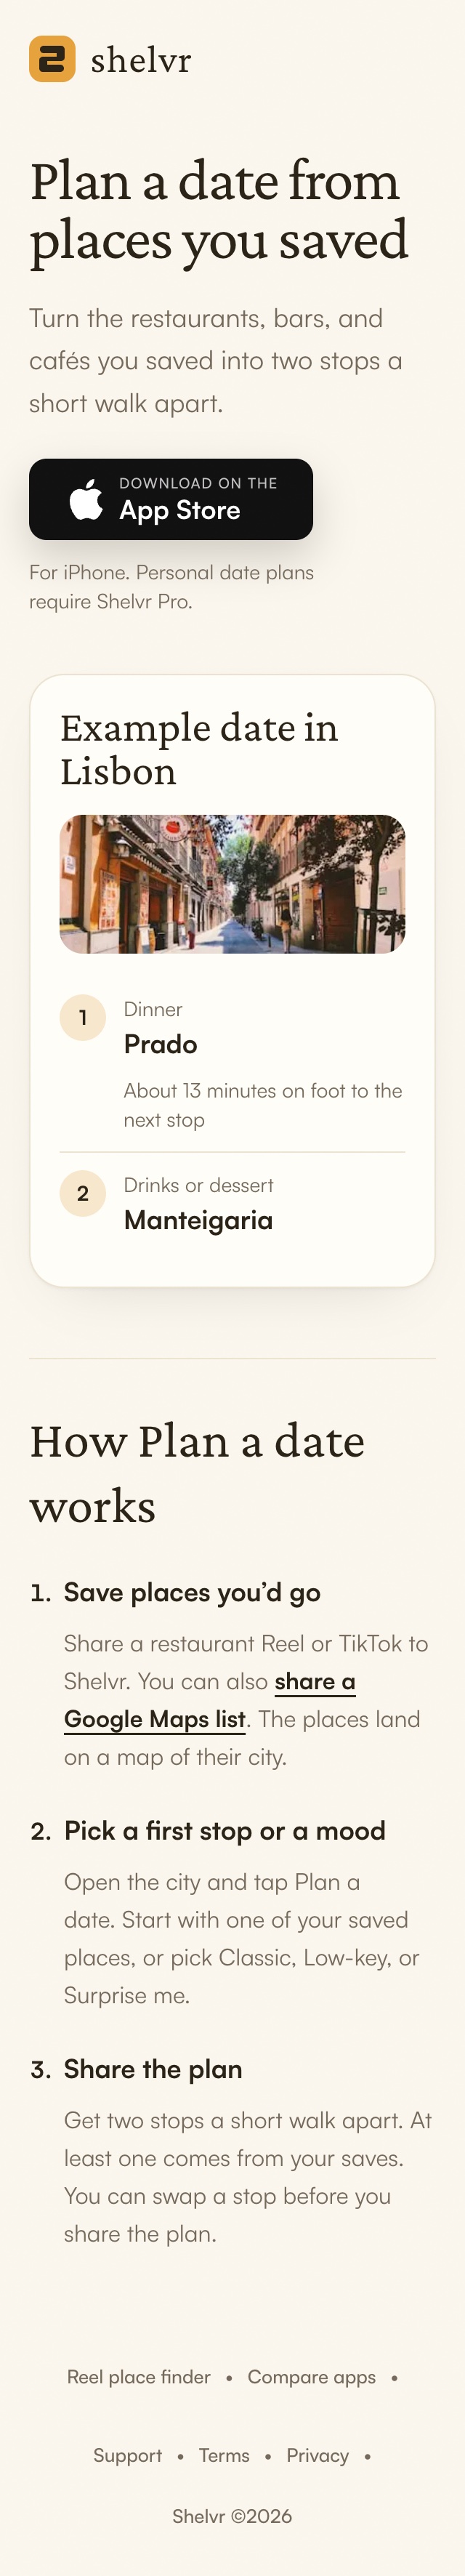 shelvr
Plan a date from
places you saved
Turn the restaurants, bars, and
cafés you saved into two stops a
short walk apart.
DOWNLOAD ON THE
App Store
For iPhone. Personal date plans
require Shelvr Pro.
Example date in
Lisbon
1
Dinner
Prado
About 13 minutes on foot to the
next stop
2
Drinks or dessert
Manteigaria
How Plan a date
works
1. Save places you’d go
Share a restaurant Reel or TikTok to
Shelvr. You can also share a
Google Maps list. The places land
on a map of their city.
2. Pick a first stop or a mood
Open the city and tap Plan a
date. Start with one of your saved
places, or pick Classic, Low-key, or
Surprise me.
3. Share the plan
Get two stops a short walk apart. At
least one comes from your saves.
You can swap a stop before you
share the plan.
Reel place finder • Compare apps •
Support • Terms • Privacy •
Shelvr ©2026